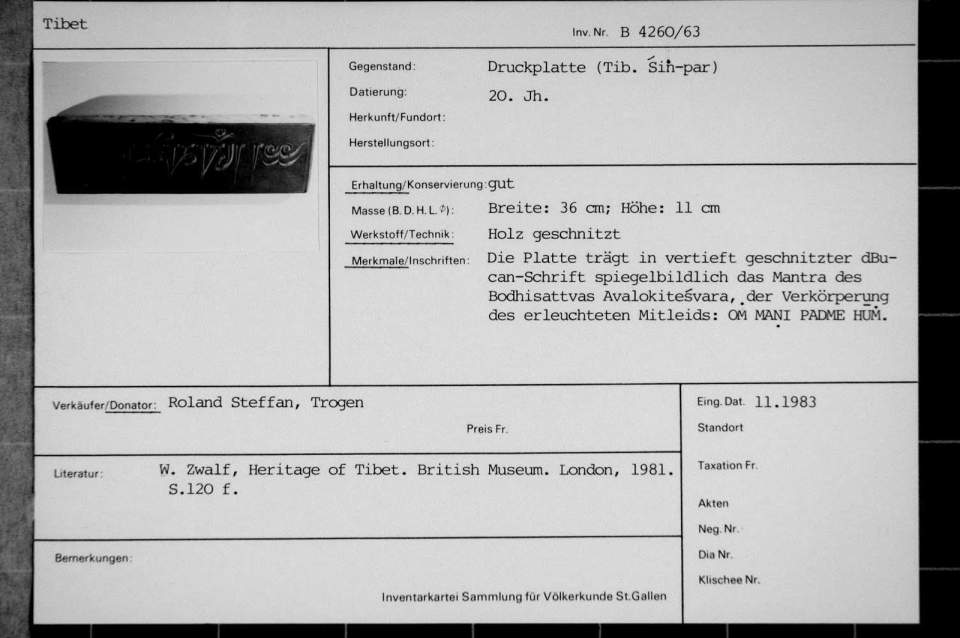 Tibet
Inv. Nr. B 4260/63
Gegenstand: Druckplatte (Tib. Śiṅ-par)
Datierung: 20. Jh.
Herkunft/Fundort:
Herstellungsort:
Erhaltung/Konservierung: gut
Masse (B. D. H. L. ∅): Breite: 36 cm; Höhe: 11 cm
Werkstoff/Technik: Holz geschnitzt
Merkmale/Inschriften: Die Platte trägt in vertieft geschnitzter dBu-
can-Schrift spiegelbildlich das Mantra des
Bodhisattvas Avalokiteśvara, der Verkörperung
des erleuchteten Mitleids: OM MAṆI PADME HŪṀ.
Verkäufer/Donator: Roland Steffan, Trogen
Preis Fr.
Eing. Dat. 11.1983
Standort
Literatur: W. Zwalf, Heritage of Tibet. British Museum. London, 1981.
S.120 f.
Taxation Fr.
Akten
Neg. Nr.
Dia Nr.
Klischee Nr.
Bemerkungen:
Inventarkartei Sammlung für Völkerkunde St.Gallen